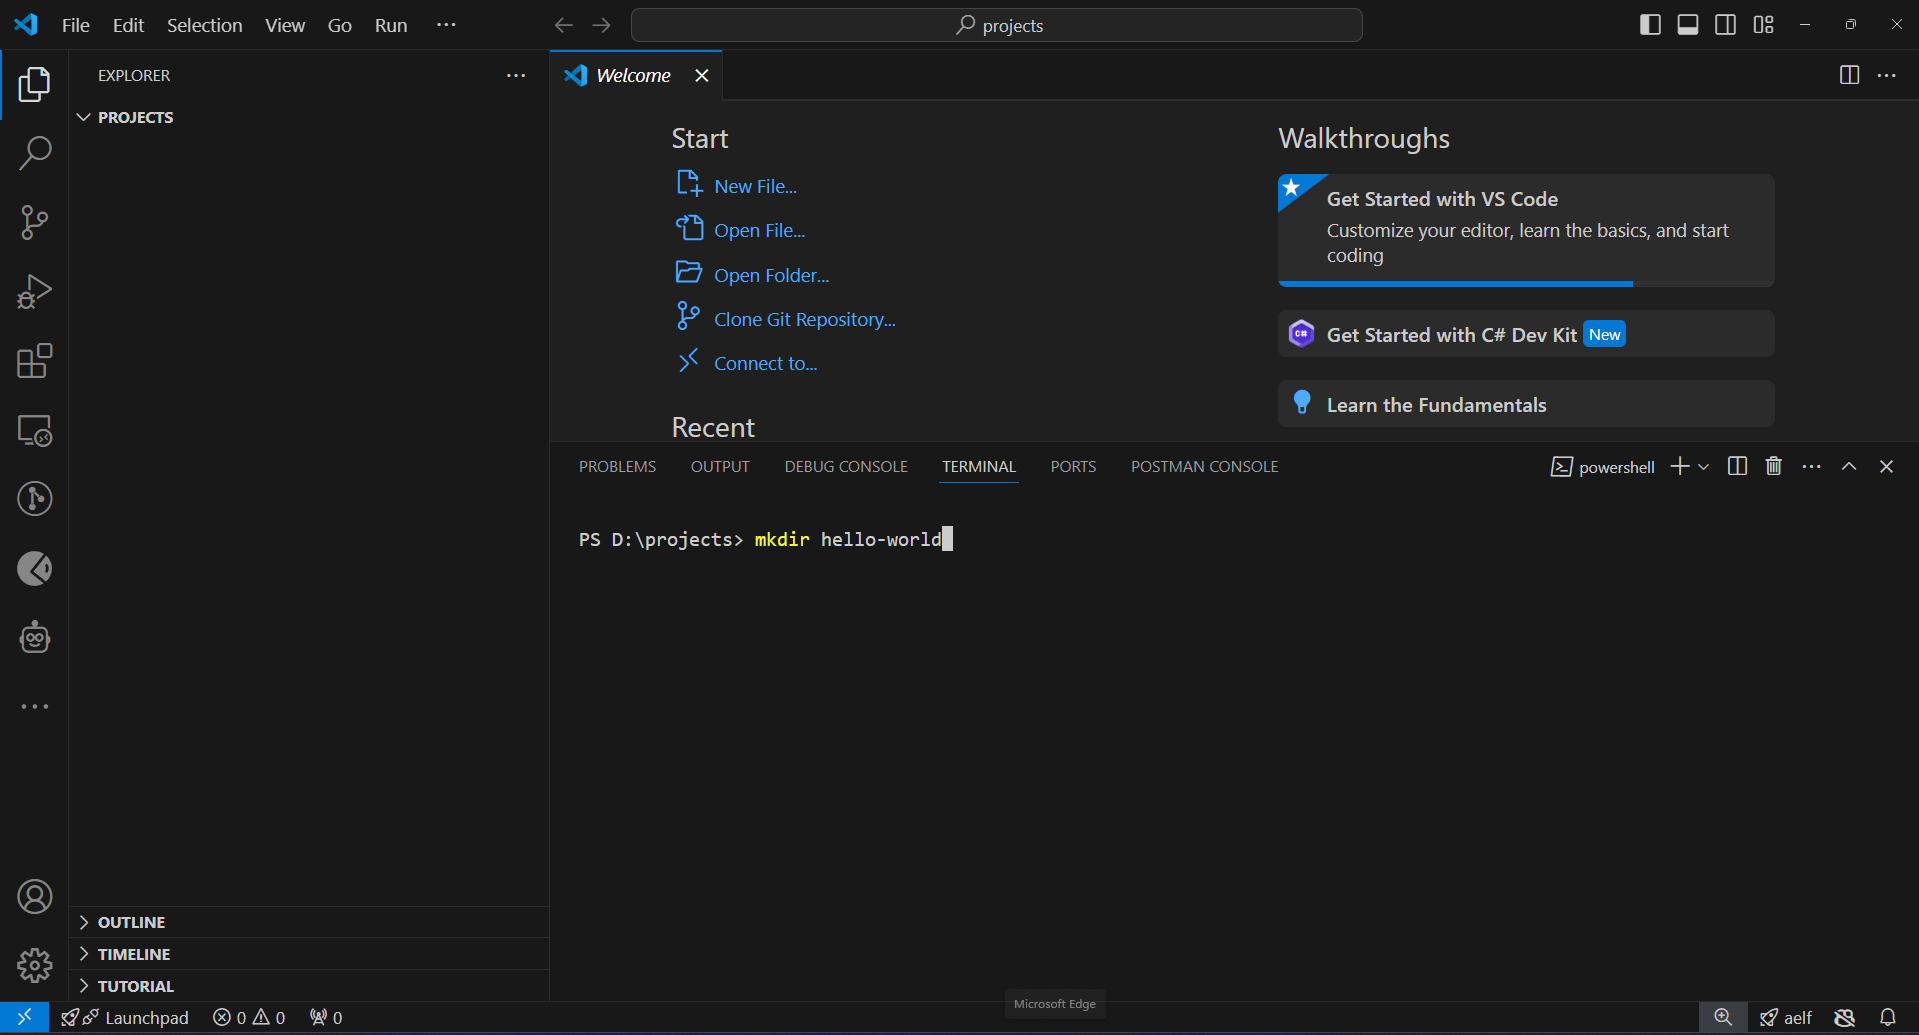 File Edit Selection View Go Run ···
projects
EXPLORER ···
PROJECTS
Welcome
Start
New File...
Open File...
Open Folder...
Clone Git Repository...
Connect to...
Recent
Walkthroughs
Get Started with VS Code
Customize your editor, learn the basics, and start
coding
C# Get Started with C# Dev Kit New
Learn the Fundamentals
PROBLEMS OUTPUT DEBUG CONSOLE TERMINAL PORTS POSTMAN CONSOLE powershell
PS D:\projects> mkdir hello-world
OUTLINE
TIMELINE
TUTORIAL
Microsoft Edge
Launchpad 0 0 0 aelf